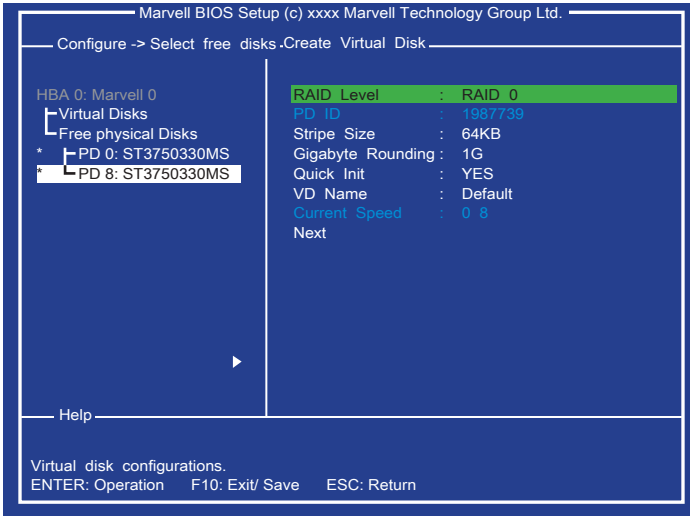 Marvell BIOS Setup (c) xxxx Marvell Technology Group Ltd.
Configure -> Select free disks.Create Virtual Disk
HBA 0: Marvell 0
Virtual Disks
Free physical Disks
* PD 0: ST3750330MS
* PD 8: ST3750330MS
RAID Level : RAID 0
PD ID : 1987739
Stripe Size : 64KB
Gigabyte Rounding : 1G
Quick Init : YES
VD Name : Default
Current Speed : 0 8
Next
Help
Virtual disk configurations.
ENTER: Operation F10: Exit/ Save ESC: Return